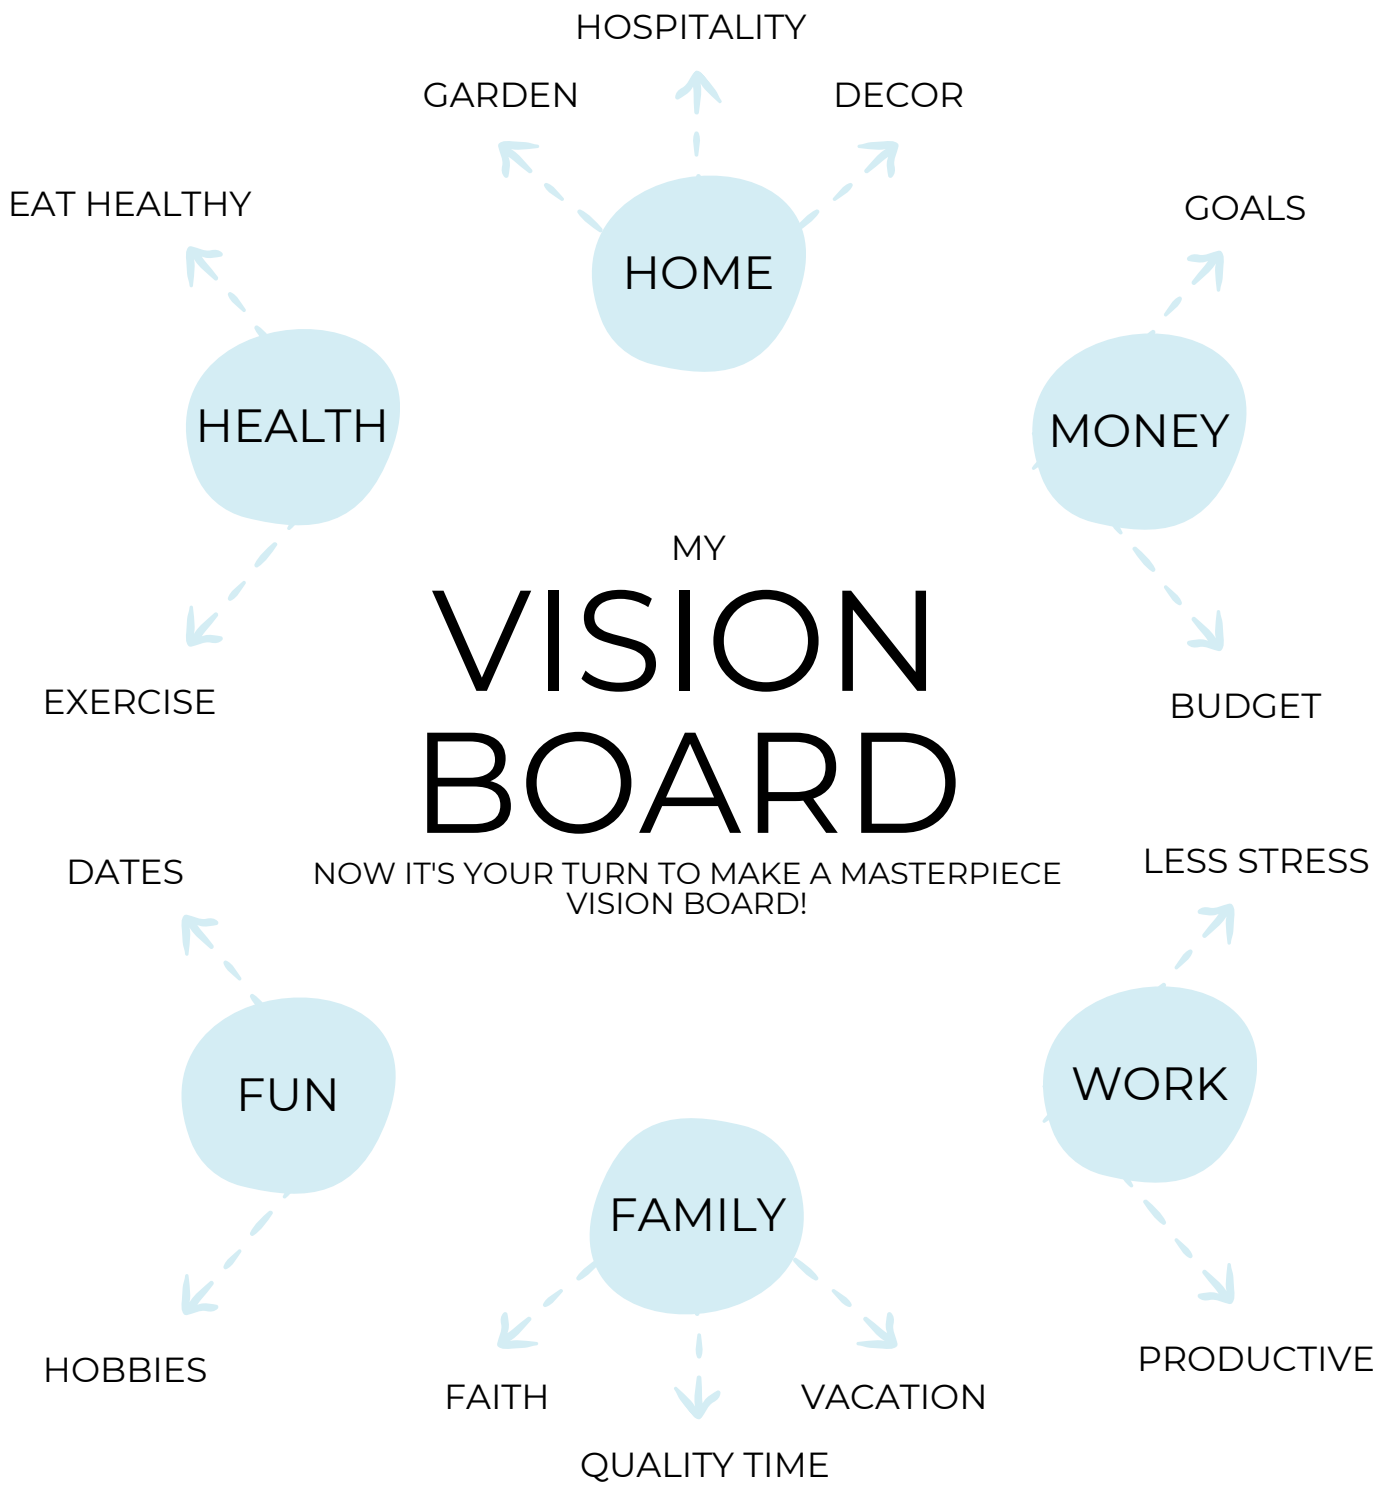 HOSPITALITY
GARDEN
DECOR
HOME
EAT HEALTHY
HEALTH
EXERCISE
GOALS
MONEY
BUDGET
MY
VISION
BOARD
NOW IT'S YOUR TURN TO MAKE A MASTERPIECE
VISION BOARD!
DATES
FUN
HOBBIES
LESS STRESS
WORK
PRODUCTIVE
FAMILY
FAITH
VACATION
QUALITY TIME